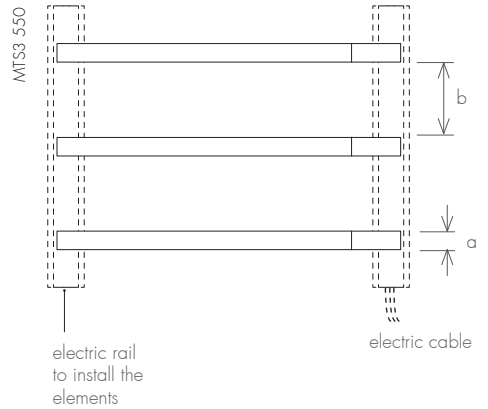 MTS3 550
b
a
electric cable
electric rail
to install the
elements